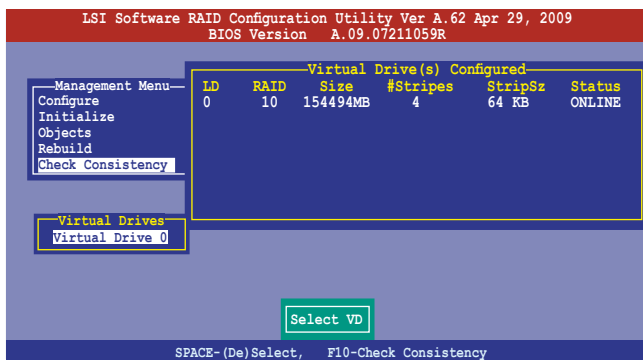 LSI Software RAID Configuration Utility Ver A.62 Apr 29, 2009
BIOS Version A.09.07211059R
Management Menu
Configure
Initialize
Objects
Rebuild
Check Consistency
Virtual Drive(s) Configured
LD RAID Size #Stripes StripSz Status
0 10 154494MB 4 64 KB ONLINE
Virtual Drives
Virtual Drive 0
Select VD
SPACE-(De)Select, F10-Check Consistency